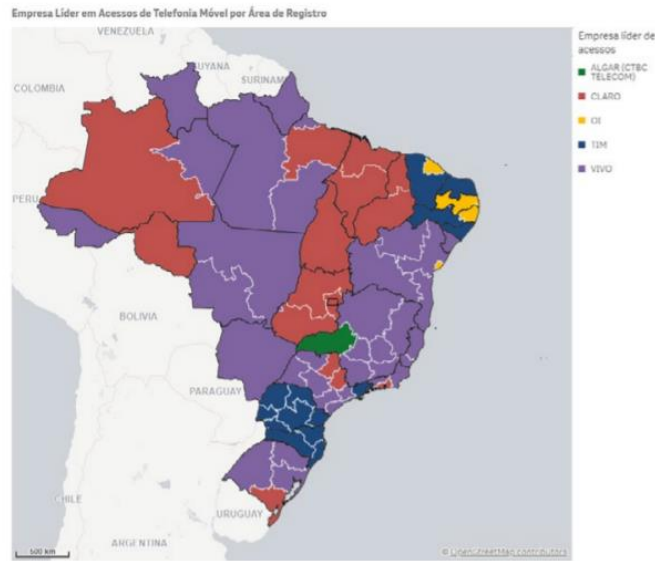 Empresa Líder em Acessos de Telefonia Móvel por Área de Registro
VENEZUELA
GUYANA
SURINAME
COLOMBIA
PERU
BOLIVIA
PARAGUAY
CHILE
URUGUAY
ARGENTINA
500 km
© OpenStreetMap contributors
Empresa líder de
acessos
ALGAR (CTBC
TELECOM)
CLARO
OI
TIM
VIVO